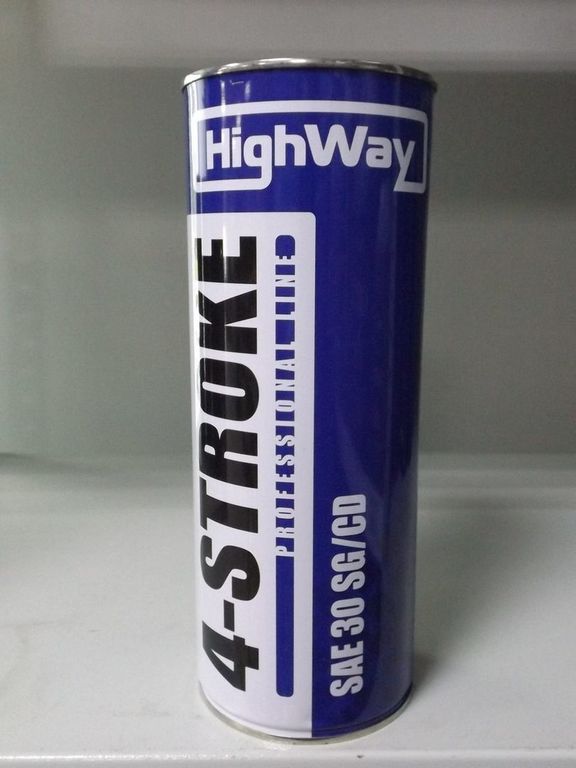 HighWay
4-STROKE
PROFESSIONAL LINE
SAE 30 SG/CD